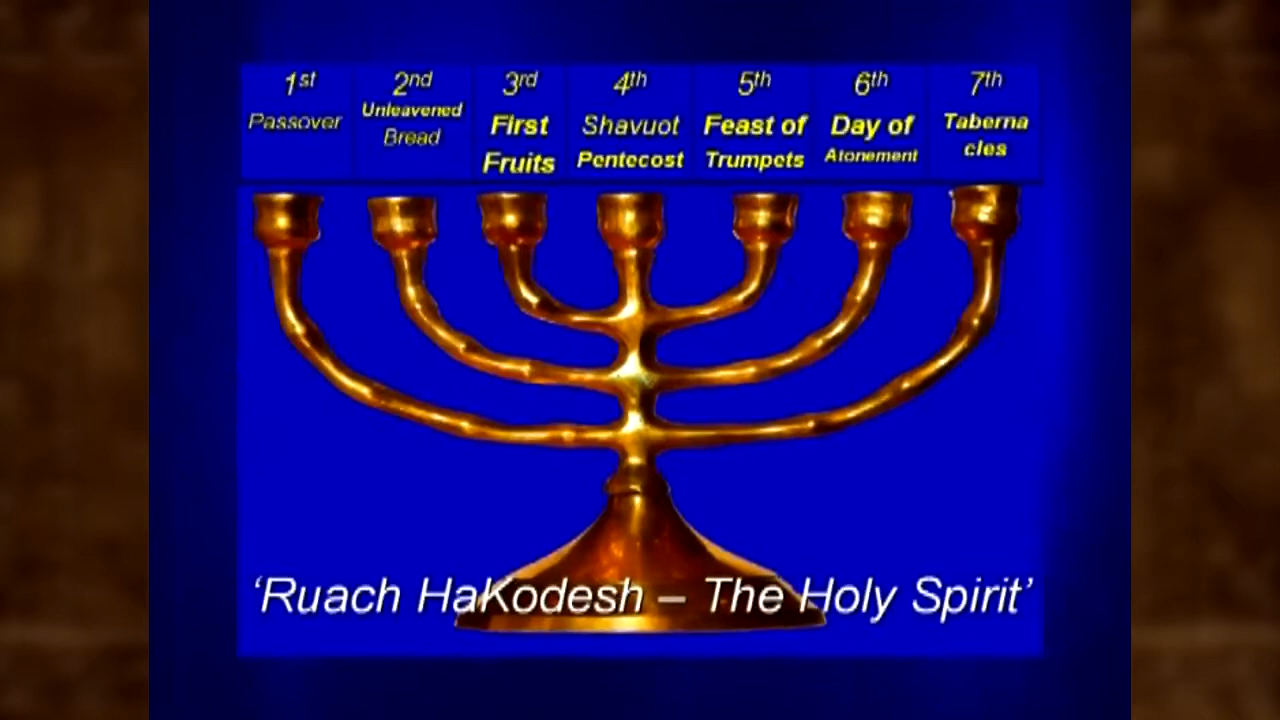 1st 2nd 3rd 4th 5th 6th 7th
Passover
Unleavened
Bread
First
Fruits
Shavuot
Pentecost
Feast of
Trumpets
Day of
Atonement
Taberna
cles
‘Ruach HaKodesh – The Holy Spirit’